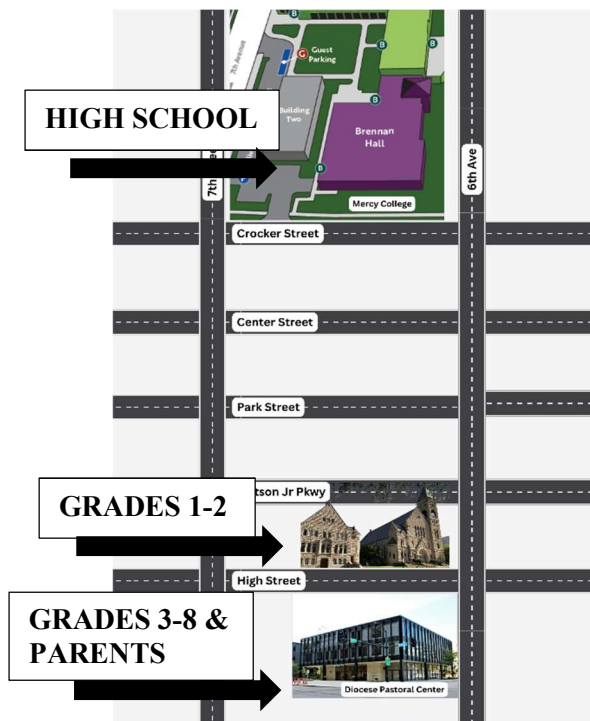 7th Avenue
B
B
B
G
Guest
Parking
HIGH SCHOOL
Building
Two
B
Brennan
Hall
B
P
7th
6th Ave
Mercy College
Crocker Street
Center Street
Park Street
tson Jr Pkwy
GRADES 1-2
High Street
GRADES 3-8 &
PARENTS
Diocese Pastoral Center